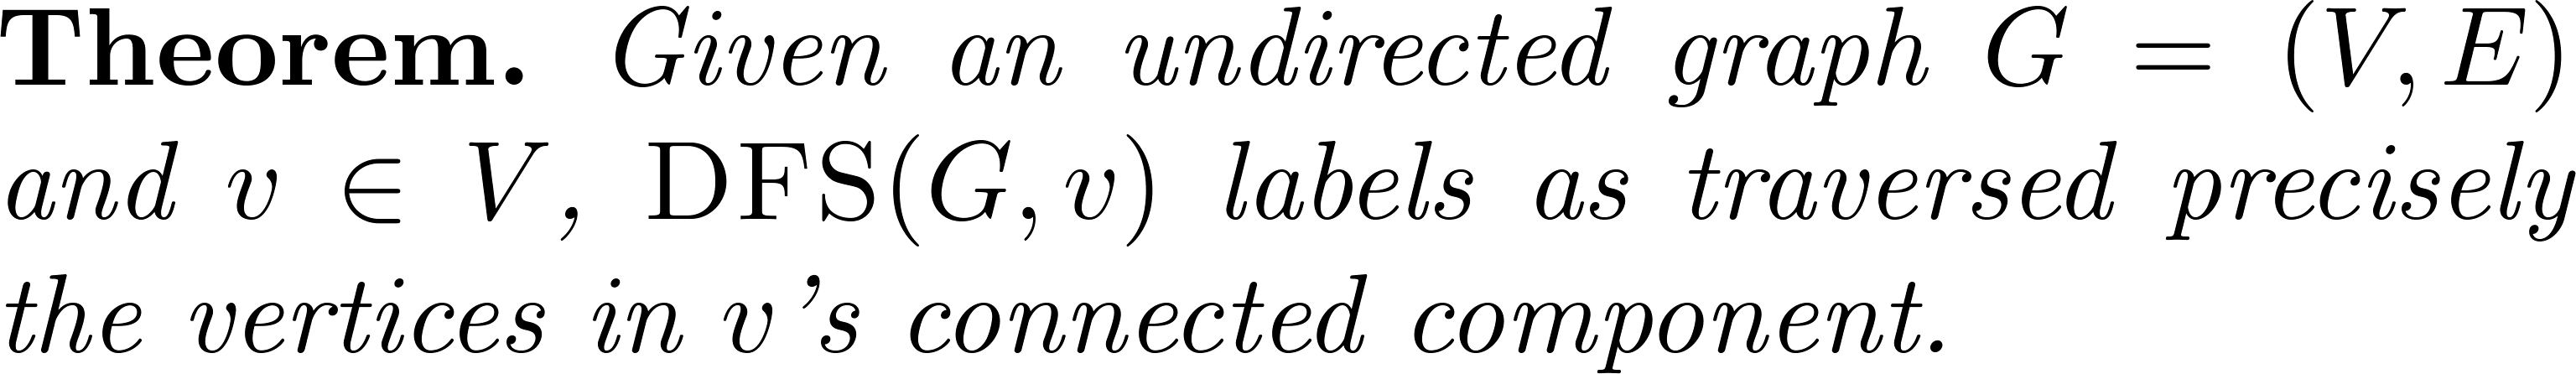 Theorem. Given an undirected graph G = (V, E)
and v ∈ V, DFS(G, v) labels as traversed precisely
the vertices in v's connected component.